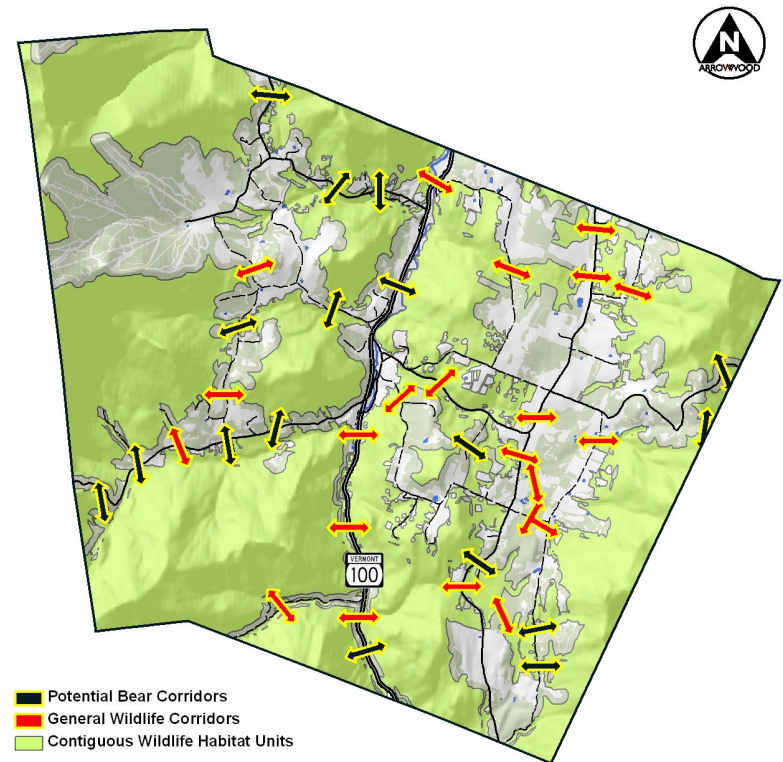 N
ARROWWOOD
VERMONT
100
Potential Bear Corridors
General Wildlife Corridors
Contiguous Wildlife Habitat Units